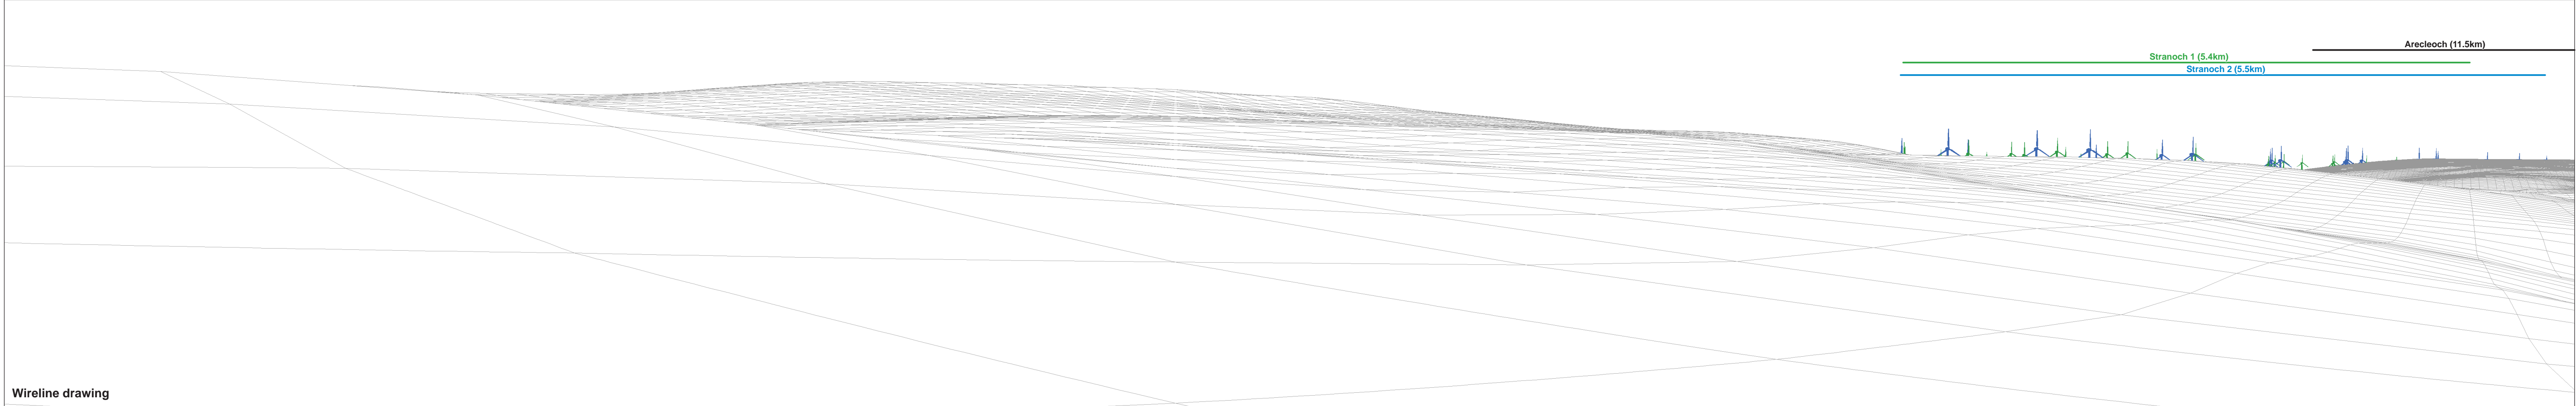 Arecleoch (11.5km)
Stranoch 1 (5.4km)
Stranoch 2 (5.5km)
Wireline drawing